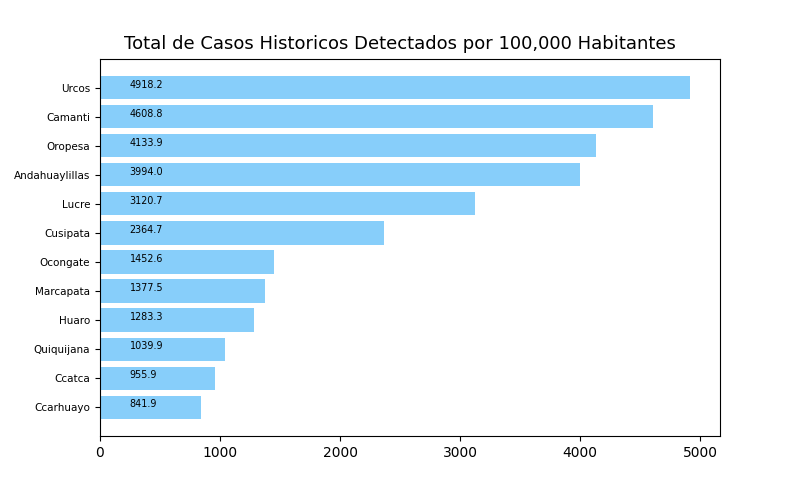 Total de Casos Historicos Detectados por 100,000 Habitantes
Urcos 4918.2
Camanti 4608.8
Oropesa 4133.9
Andahuaylillas 3994.0
Lucre 3120.7
Cusipata 2364.7
Ocongate 1452.6
Marcapata 1377.5
Huaro 1283.3
Quiquijana 1039.9
Ccatca 955.9
Ccarhuayo 841.9
0 1000 2000 3000 4000 5000